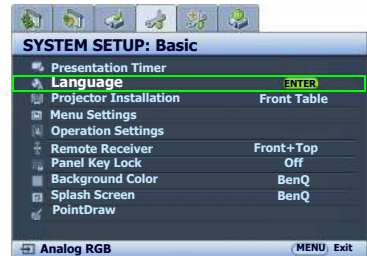 SYSTEM SETUP: Basic
Presentation Timer
Language ENTER
Projector Installation Front Table
Menu Settings
Operation Settings
Remote Receiver Front+Top
Panel Key Lock Off
Background Color BenQ
Splash Screen BenQ
PointDraw
Analog RGB MENU Exit